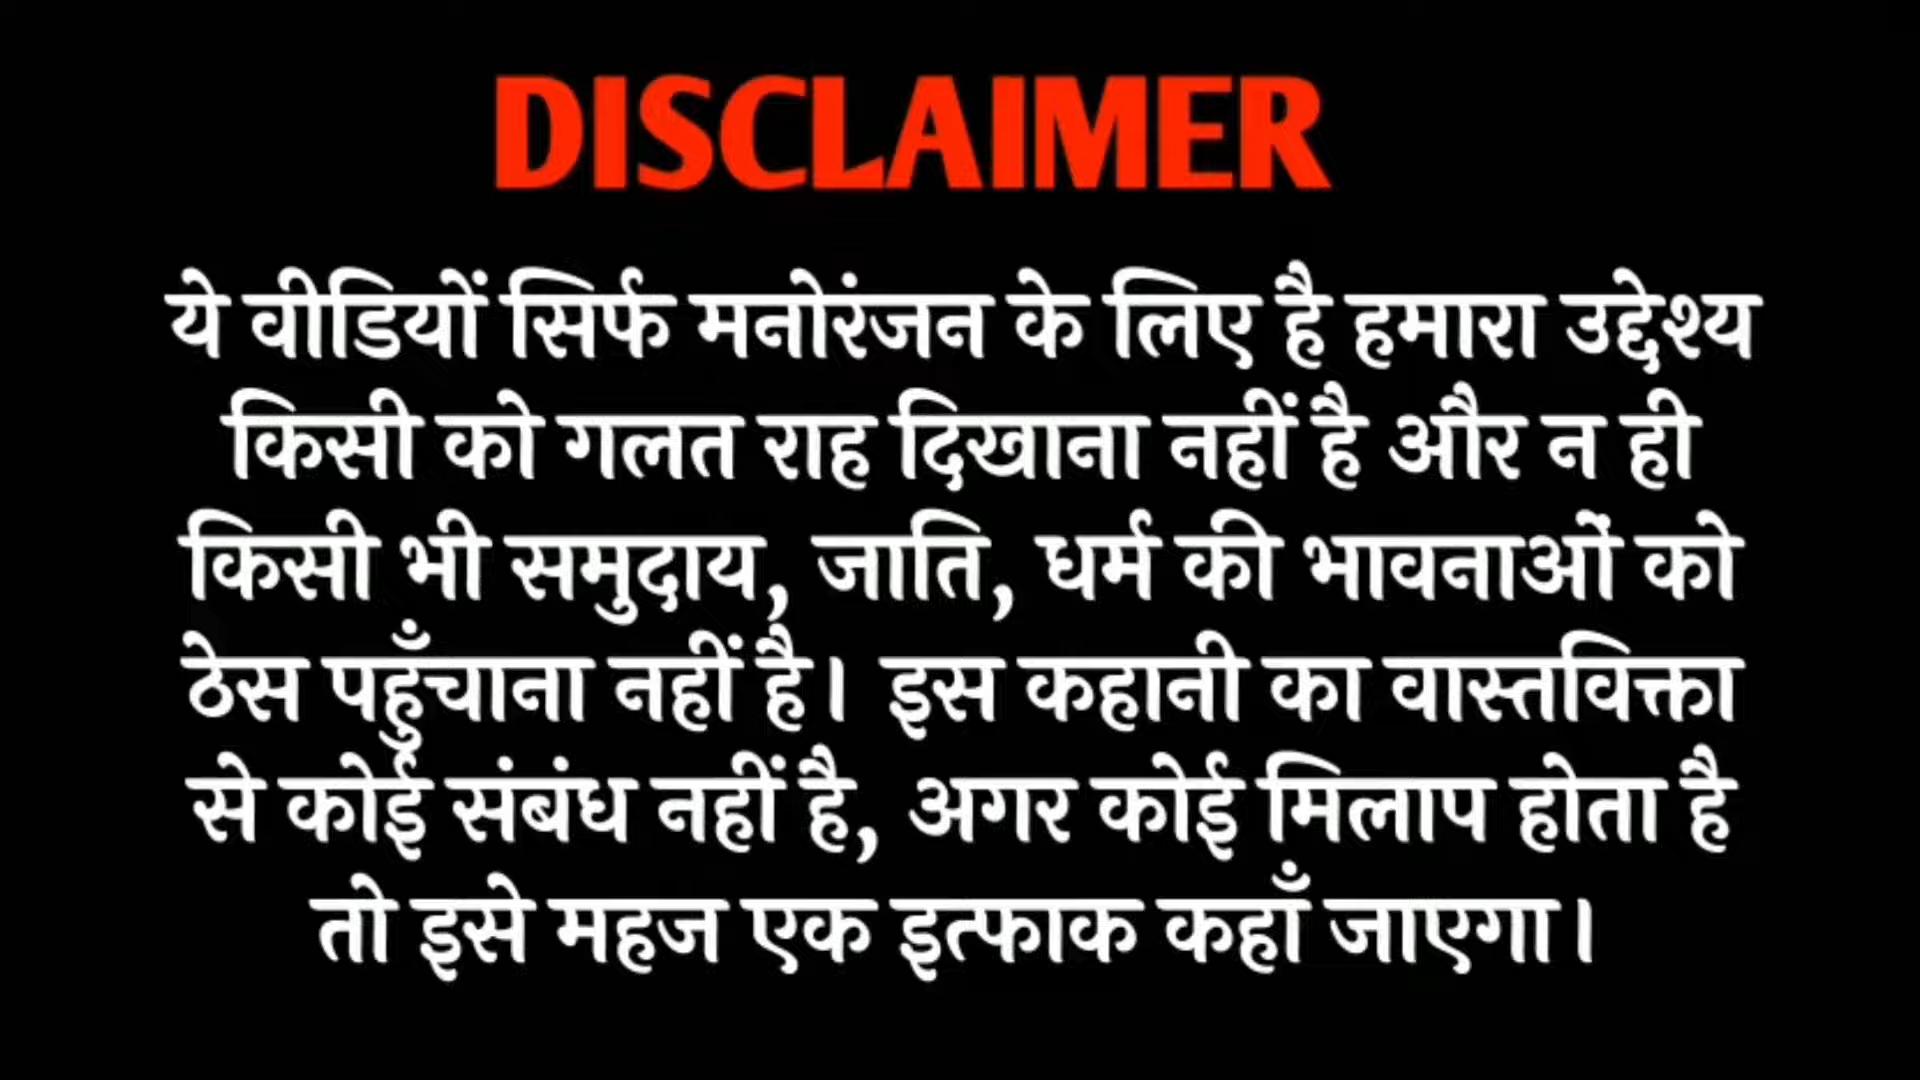 DISCLAIMER
ये वीडियों सिर्फ मनोरंजन के लिए है हमारा उद्देश्य
किसी को गलत राह दिखाना नहीं है और न ही
किसी भी समुदाय, जाति, धर्म की भावनाओं को
ठेस पहुँचाना नहीं है। इस कहानी का वास्तविक्ता
से कोई संबंध नहीं है, अगर कोई मिलाप होता है
तो इसे महज एक इत्फाक कहाँ जाएगा।